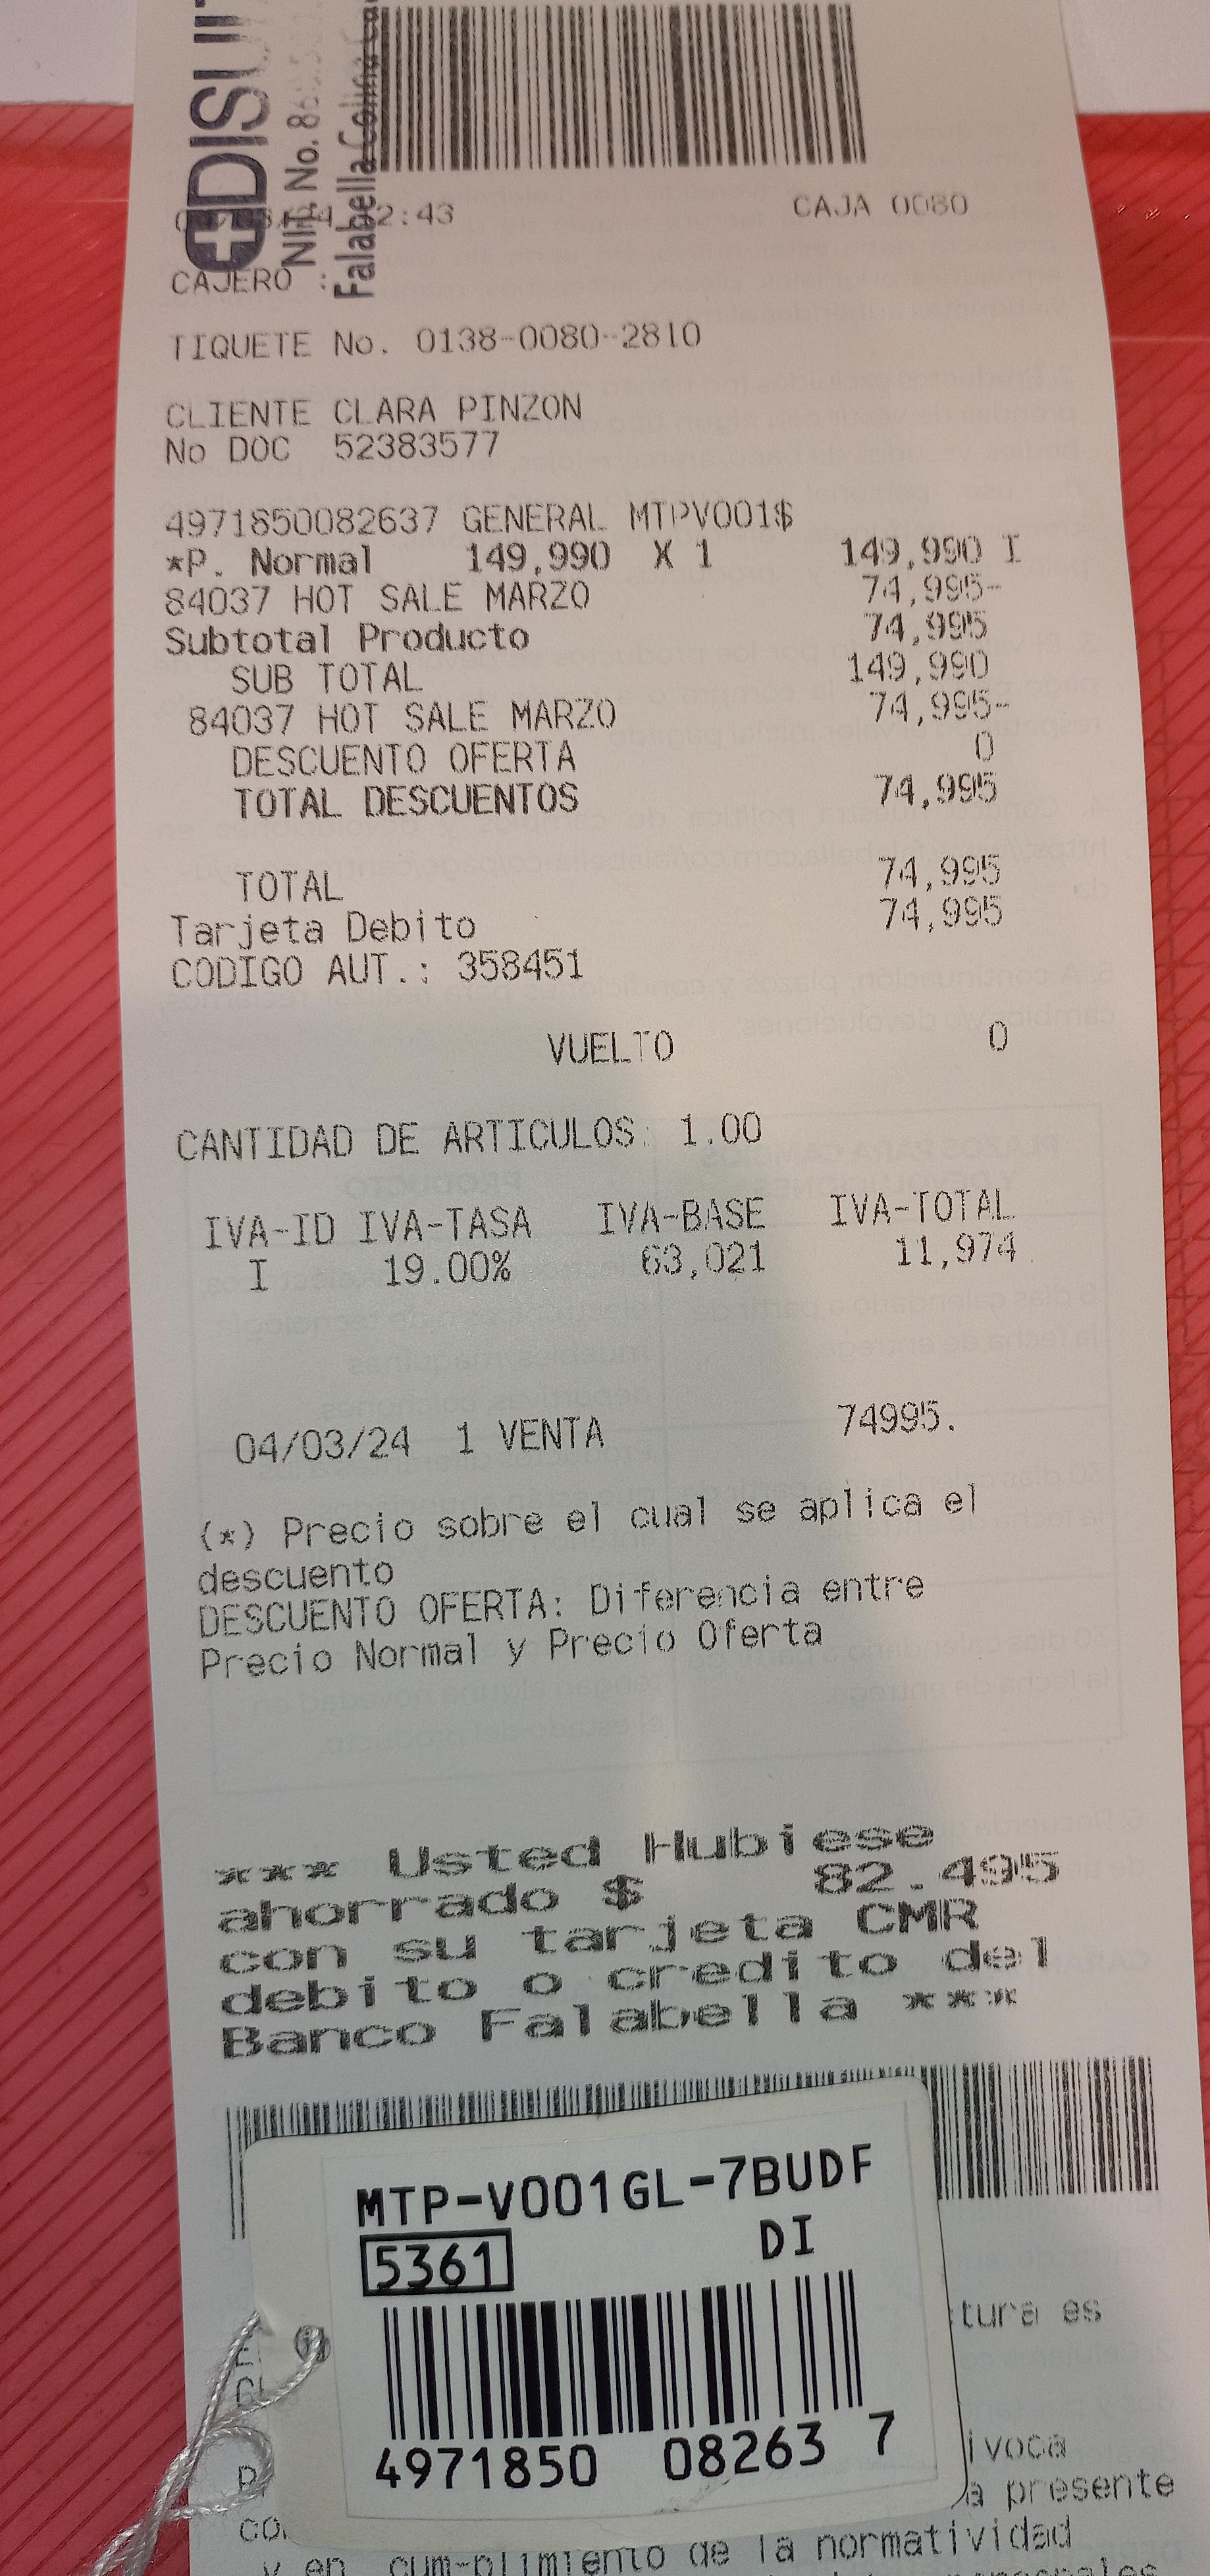 NIT. No. 86
Falabella Colina
2:43 CAJA 0080
CAJERO :
TIQUETE No. 0138-0080-2810
CLIENTE CLARA PINZON
No DOC 52383577
4971850082637 GENERAL MTPV001$
*P. Normal 149,990 X 1 149,990 I
84037 HOT SALE MARZO 74,995-
Subtotal Producto 74,995
SUB TOTAL 149,990
84037 HOT SALE MARZO 74,995-
DESCUENTO OFERTA 0
TOTAL DESCUENTOS 74,995
TOTAL 74,995
Tarjeta Debito 74,995
CODIGO AUT.: 358451
VUELTO 0
CANTIDAD DE ARTICULOS: 1.00
IVA-ID IVA-TASA IVA-BASE IVA-TOTAL
I 19.00% 63,021 11,974
04/03/24 1 VENTA 74995.
(*) Precio sobre el cual se aplica el
descuento
DESCUENTO OFERTA: Diferencia entre
Precio Normal y Precio Oferta
*** Usted Hubiese
ahorrado $ 82.495
con su tarjeta CMR
debito o credito del
Banco Falabella ***
MTP-V001GL-7BUDF
5361 DI
4971850 08263 7
es
presente
y en cum-plimiento de la normatividad